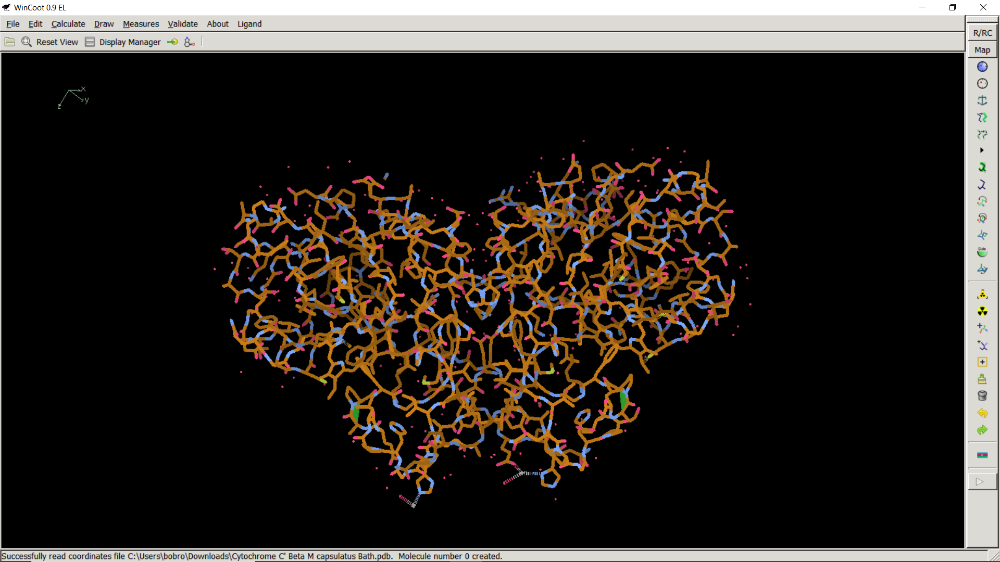 WinCoot 0.9 EL
File Edit Calculate Draw Measures Validate About Ligand
Reset View Display Manager
R/RC
Map
x
y
z
Side
Successfully read coordinates file C:\Users\bobro\Downloads\Cytochrome C' Beta M capsulatus Bath.pdb. Molecule number 0 created.